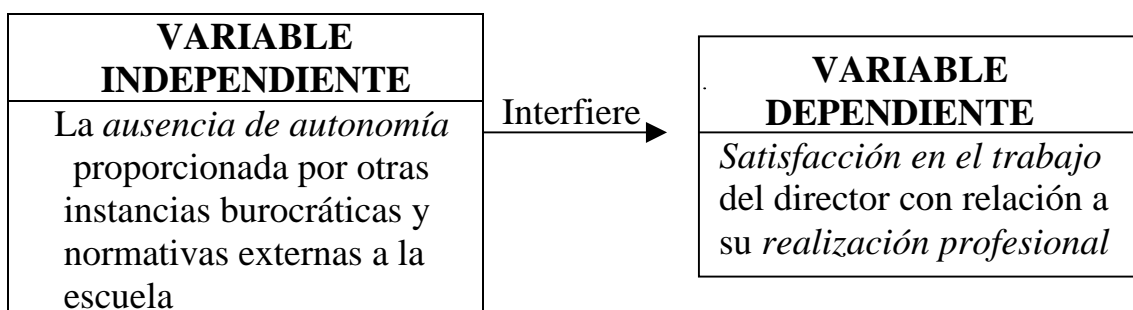 VARIABLE
INDEPENDIENTE
La ausencia de autonomía
proporcionada por otras
instancias burocráticas y
normativas externas a la
escuela
Interfiere
VARIABLE
DEPENDIENTE
Satisfacción en el trabajo
del director con relación a
su realización profesional